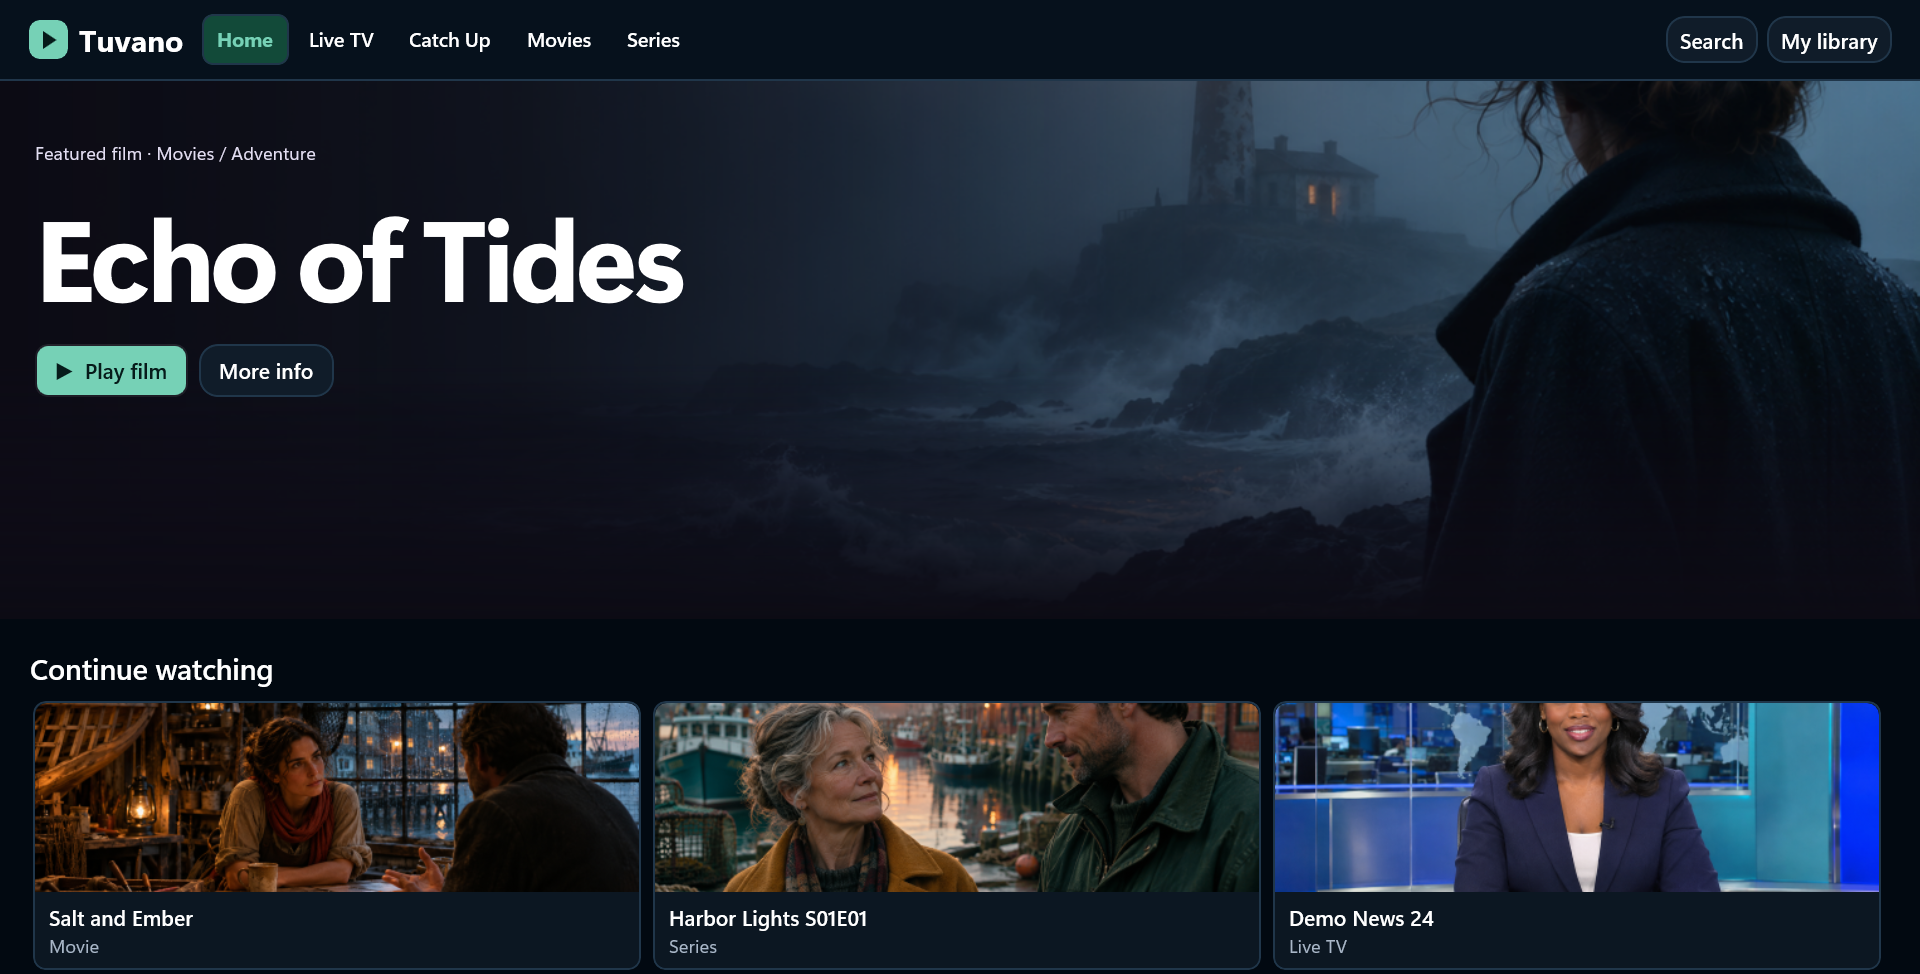 Tuvano
Home
Live TV
Catch Up
Movies
Series
Search
My library
Featured film · Movies / Adventure
Echo of Tides
Play film
More info
Continue watching
Salt and Ember
Movie
Harbor Lights S01E01
Series
Demo News 24
Live TV